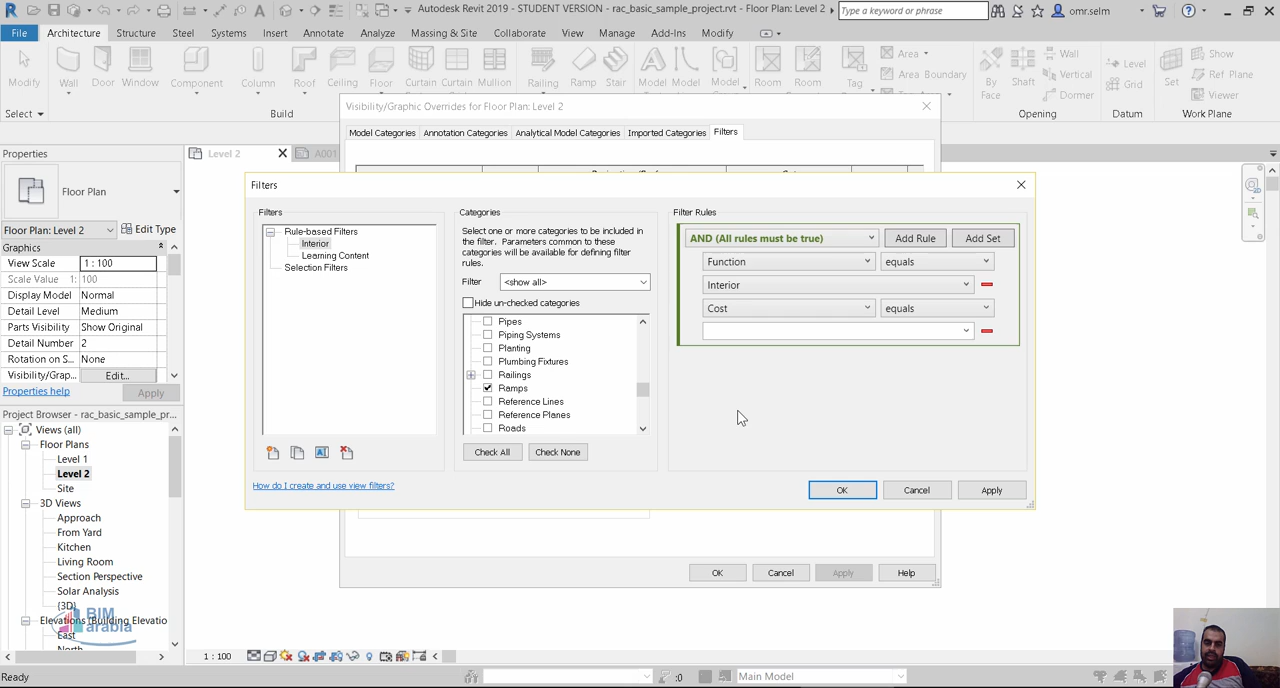 Autodesk Revit 2019 - STUDENT VERSION - rac_basic_sample_project.rvt - Floor Plan: Level 2
Type a keyword or phrase
omr.selm
File Architecture Structure Steel Systems Insert Annotate Analyze Massing & Site Collaborate View Manage Add-Ins Modify
Modify Wall Door Window Component Column Roof Ceiling Floor Curtain Curtain Mullion Railing Ramp Stair Model Model Model Room Room Tag
Area
Area Boundary
By
Face
Shaft
Wall
Vertical
Dormer
Level
Grid
Set
Show
Ref Plane
Viewer
Select
Build
Opening
Datum
Work Plane
Properties
Level 2
A001
Floor Plan
Floor Plan: Level 2
Edit Type
Graphics
View Scale 1 : 100
Scale Value 1: 100
Display Model Normal
Detail Level Medium
Parts Visibility Show Original
Detail Number 2
Rotation on S... None
Visibility/Grap... Edit...
Properties help
Apply
Project Browser - rac_basic_sample_pr...
Views (all)
Floor Plans
Level 1
Level 2
Site
3D Views
Approach
From Yard
Kitchen
Living Room
Section Perspective
Solar Analysis
{3D}
Elevations (Building Elevatio
East
North
BIM
arabia
Visibility/Graphic Overrides for Floor Plan: Level 2
Model Categories Annotation Categories Analytical Model Categories Imported Categories Filters
Filters
Filters
Rule-based Filters
Interior
Learning Content
Selection Filters
How do I create and use view filters?
Categories
Select one or more categories to be included in
the filter. Parameters common to these
categories will be available for defining filter
rules.
Filter <show all>
Hide un-checked categories
Pipes
Piping Systems
Planting
Plumbing Fixtures
Railings
Ramps
Reference Lines
Reference Planes
Roads
Check All
Check None
Filter Rules
AND (All rules must be true)
Add Rule
Add Set
Function equals
Interior
Cost equals
OK
Cancel
Apply
OK
Cancel
Apply
Help
1 : 100
Ready
:0
Main Model